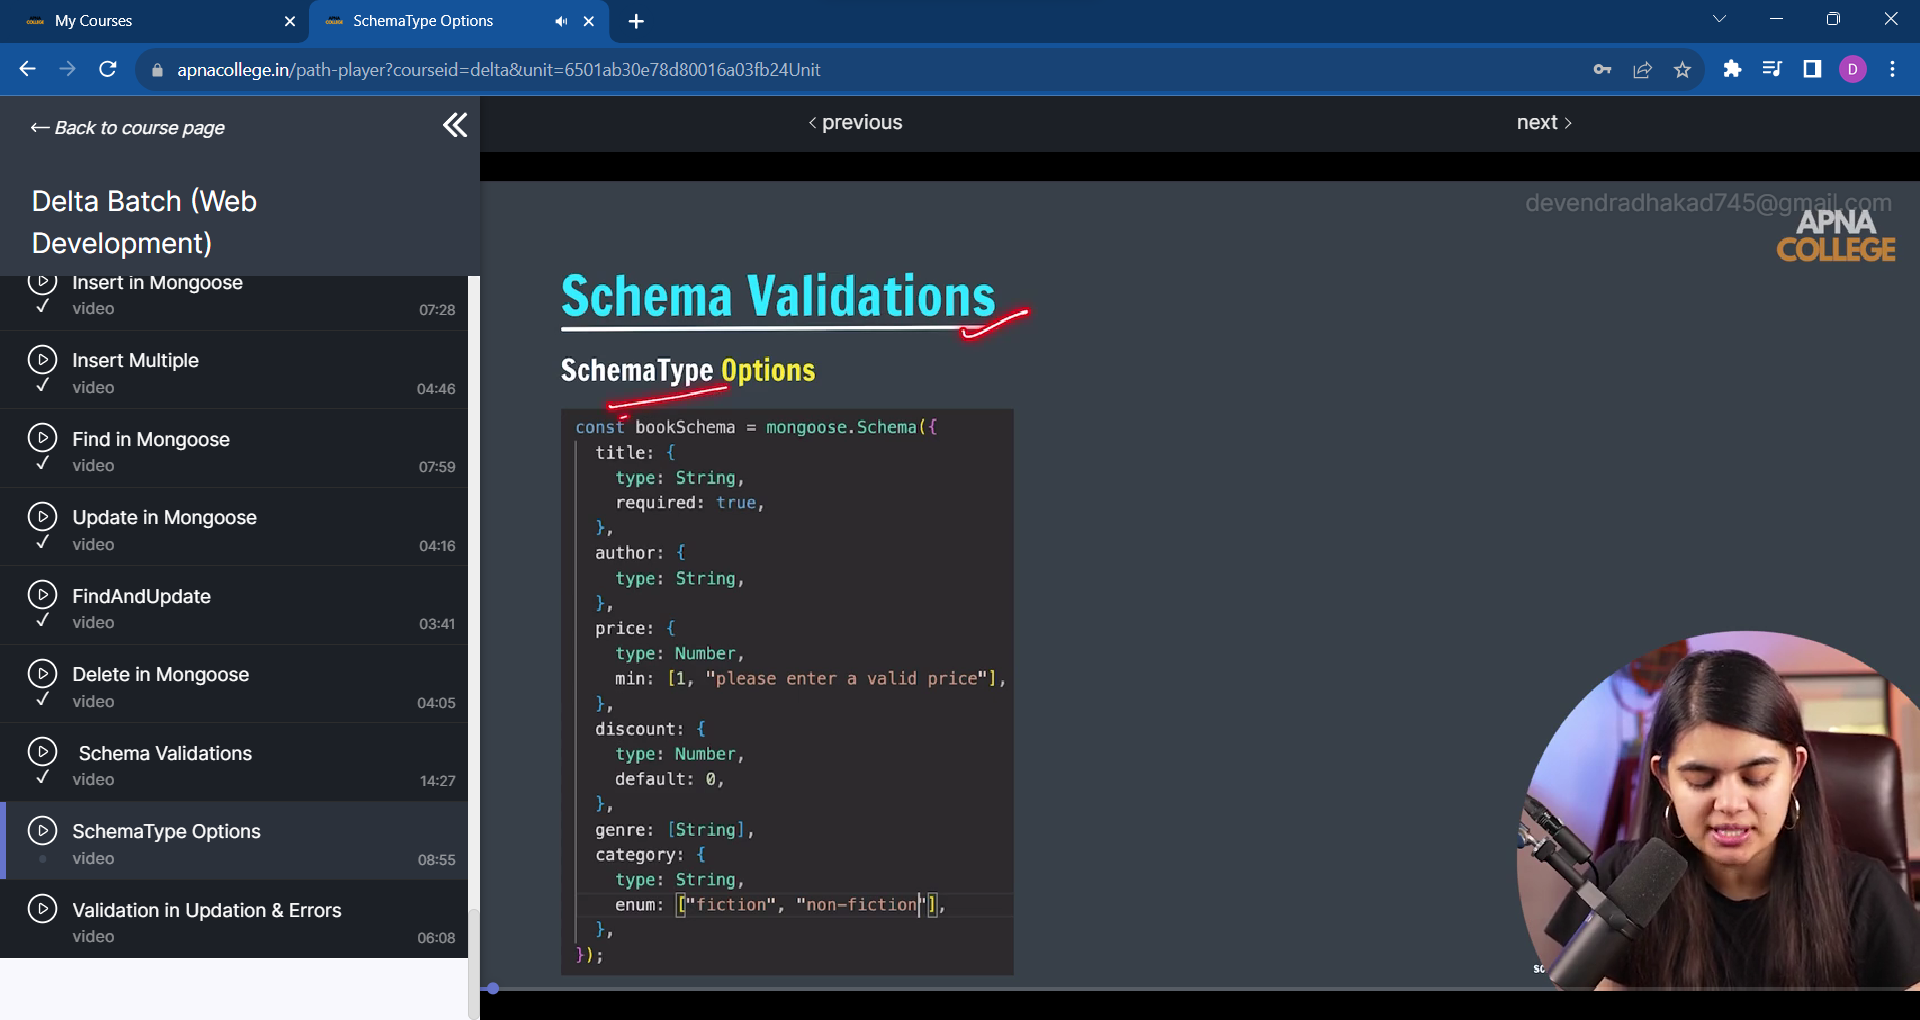 My Courses
SchemaType Options
apnacollege.in/path-player?courseid=delta&unit=6501ab30e78d80016a03fb24Unit
D
← Back to course page
‹ previous
next ›
Delta Batch (Web
Development)
Insert in Mongoose
video 07:28
Insert Multiple
video 04:46
Find in Mongoose
video 07:59
Update in Mongoose
video 04:16
FindAndUpdate
video 03:41
Delete in Mongoose
video 04:05
Schema Validations
video 14:27
SchemaType Options
video 08:55
Validation in Updation & Errors
video 06:08
devendradhakad745@gmail.com
APNA
COLLEGE
Schema Validations
SchemaType Options
const bookSchema = mongoose.Schema({
title: {
type: String,
required: true,
},
author: {
type: String,
},
price: {
type: Number,
min: [1, "please enter a valid price"],
},
discount: {
type: Number,
default: 0,
},
genre: [String],
category: {
type: String,
enum: ["fiction", "non-fiction"],
},
});